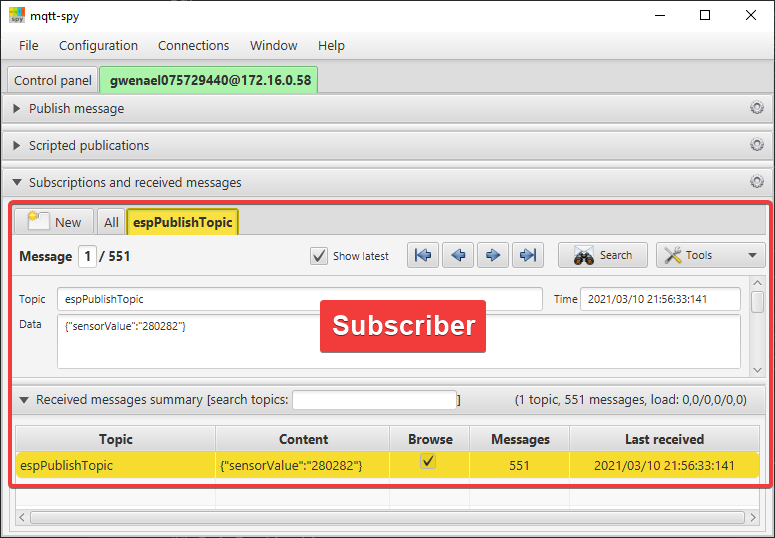 mqtt-spy
File Configuration Connections Window Help
Control panel gwenael075729440@172.16.0.58
Publish message
Scripted publications
Subscriptions and received messages
New All espPublishTopic
Message 1 / 551 Show latest Search Tools
Topic espPublishTopic Time 2021/03/10 21:56:33:141
Data {"sensorValue":"280282"}
Subscriber
Received messages summary [search topics: ] (1 topic, 551 messages, load: 0,0/0,0/0,0)
Topic Content Browse Messages Last received
espPublishTopic {"sensorValue":"280282"} 551 2021/03/10 21:56:33:141